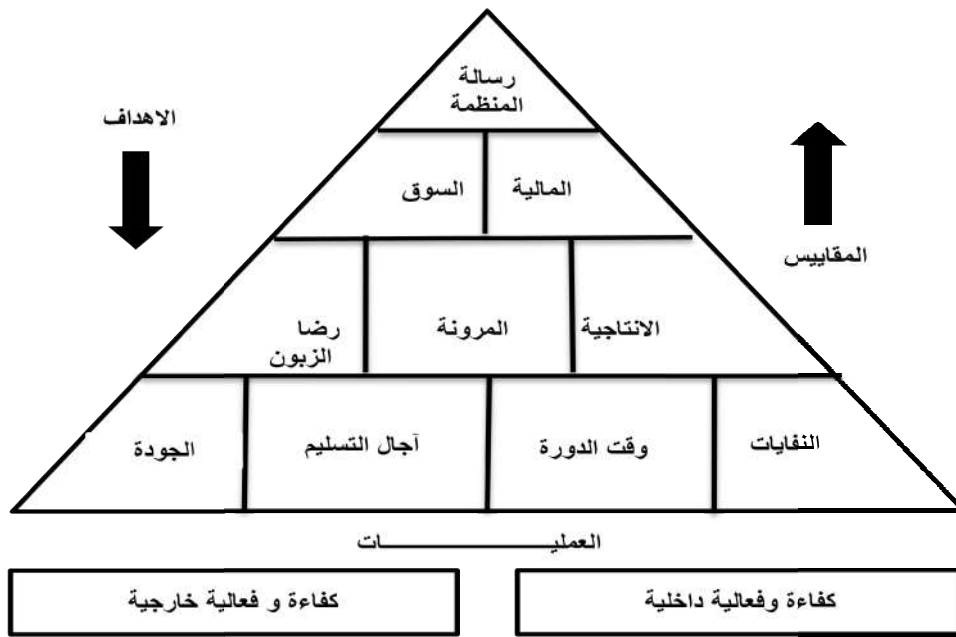 رسالة
المنظمة
الاهداف
المالية
السوق
المقاييس
الانتاجية
المرونة
رضا
الزبون
النفايات
وقت الدورة
آجال التسليم
الجودة
العمليـــــــــــــات
كفاءة وفعالية داخلية
كفاءة و فعالية خارجية